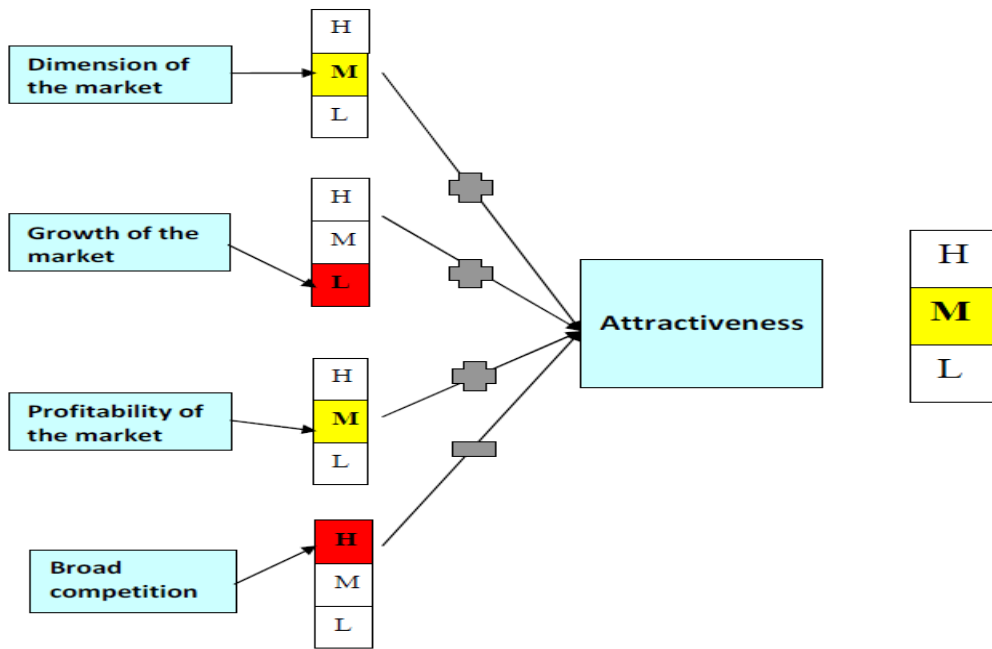 H
Dimension of
the market
M
L
H
Growth of the
market
M
L
H
Profitability of
the market
M
L
H
Broad
competition
M
L
Attractiveness
H
M
L